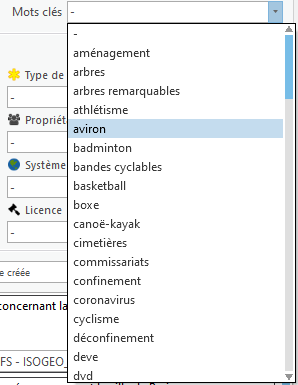 Mots clés -
-
aménagement
arbres
arbres remarquables
athlétisme
aviron
badminton
bandes cyclables
basketball
boxe
canoë-kayak
cimetières
commissariats
confinement
coronavirus
cyclisme
déconfinement
deve
dvd
Type de
-
Propriét
-
Système
-
Licence
-
e créée
concernant la
FS - ISOGEO_